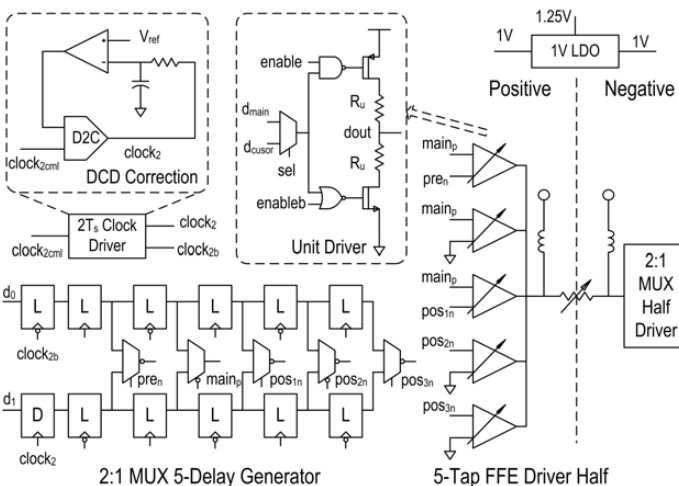 V_ref
D2C
clock_2cml
clock_2
DCD Correction
2T_s Clock
Driver
clock_2cml
clock_2
clock_2b
enable
d_main
d_cusor
sel
enableb
R_u
dout
R_u
Unit Driver
1.25V
1V
1V LDO
1V
Positive
Negative
main_p
pre_n
main_p
main_p
pos_1n
pos_2n
pos_3n
2:1
MUX
Half
Driver
d_0
L L L L L L
clock_2b
pre_n
main_p
pos_1n
pos_2n
pos_3n
d_1
D L L L L L
clock_2
2:1 MUX 5-Delay Generator
5-Tap FFE Driver Half